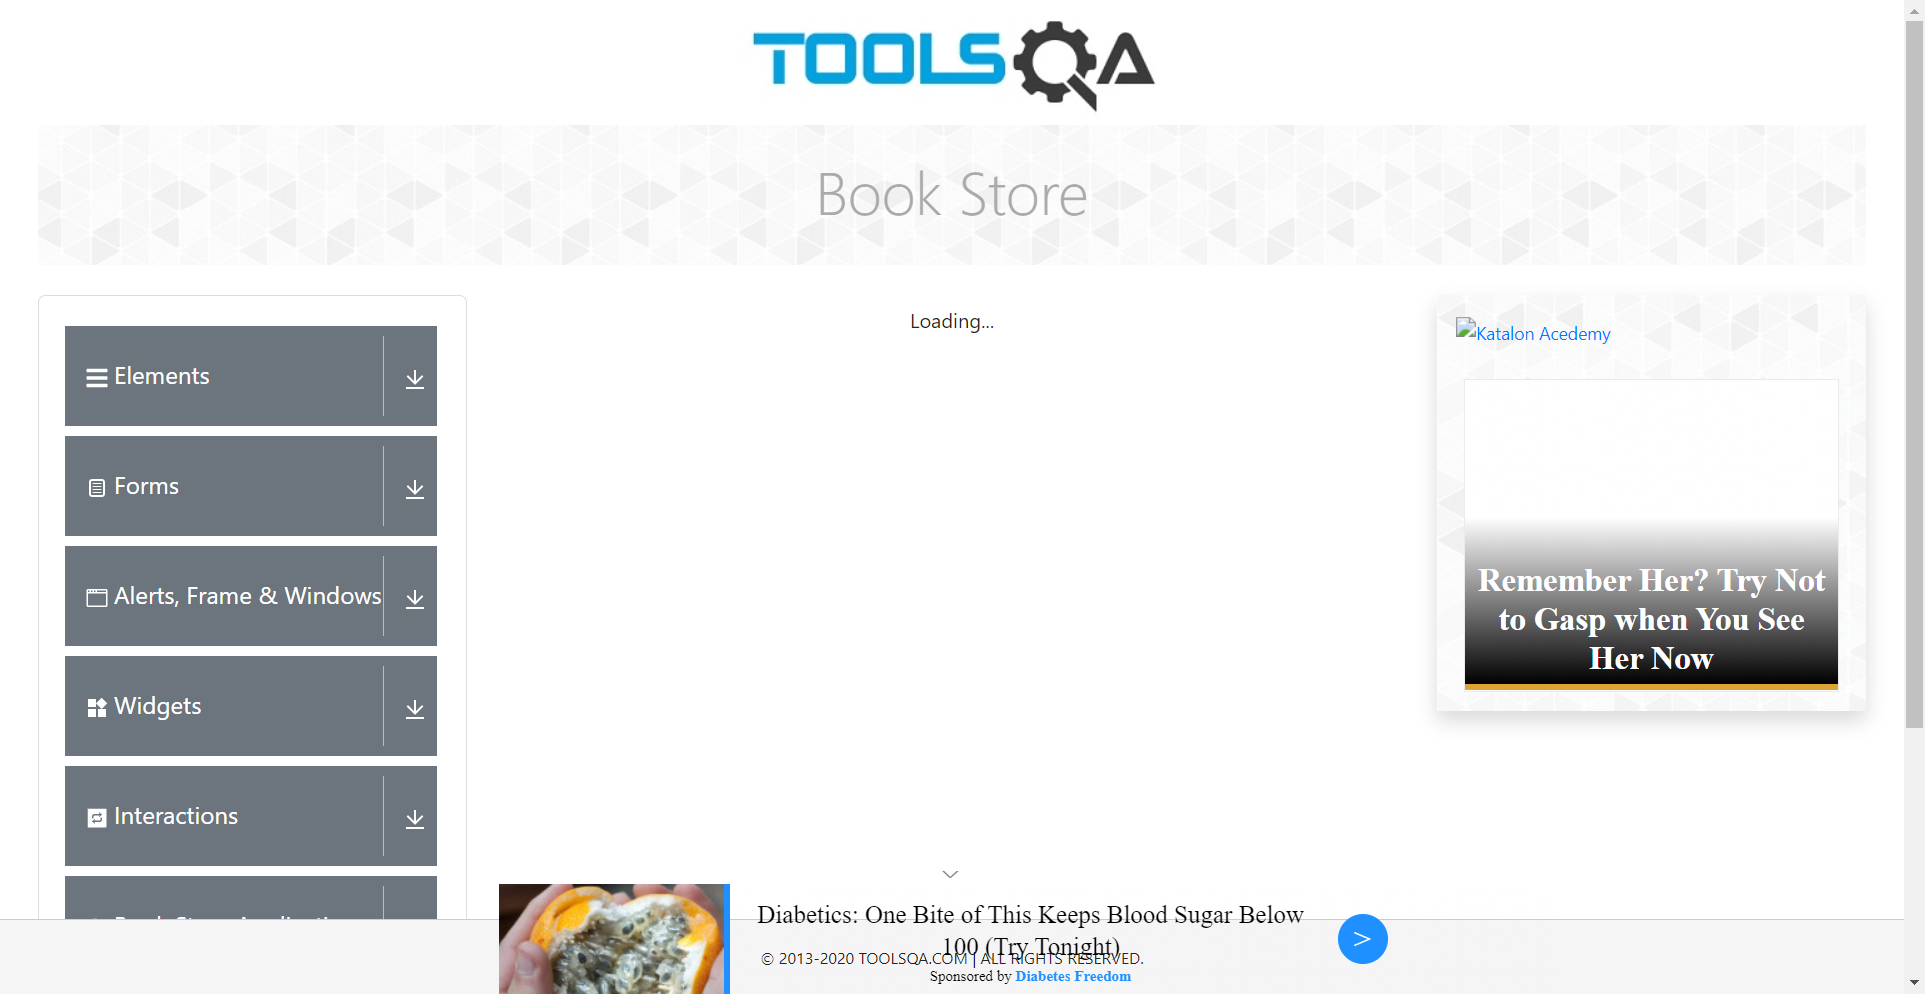 TOOLSQA
Book Store
Elements
Forms
Alerts, Frame & Windows
Widgets
Interactions
Loading...
Katalon Acedemy
Remember Her? Try Not
to Gasp when You See
Her Now
Diabetics: One Bite of This Keeps Blood Sugar Below
100 (Try Tonight)
© 2013-2020 TOOLSQA.COM | ALL RIGHTS RESERVED.
Sponsored by Diabetes Freedom